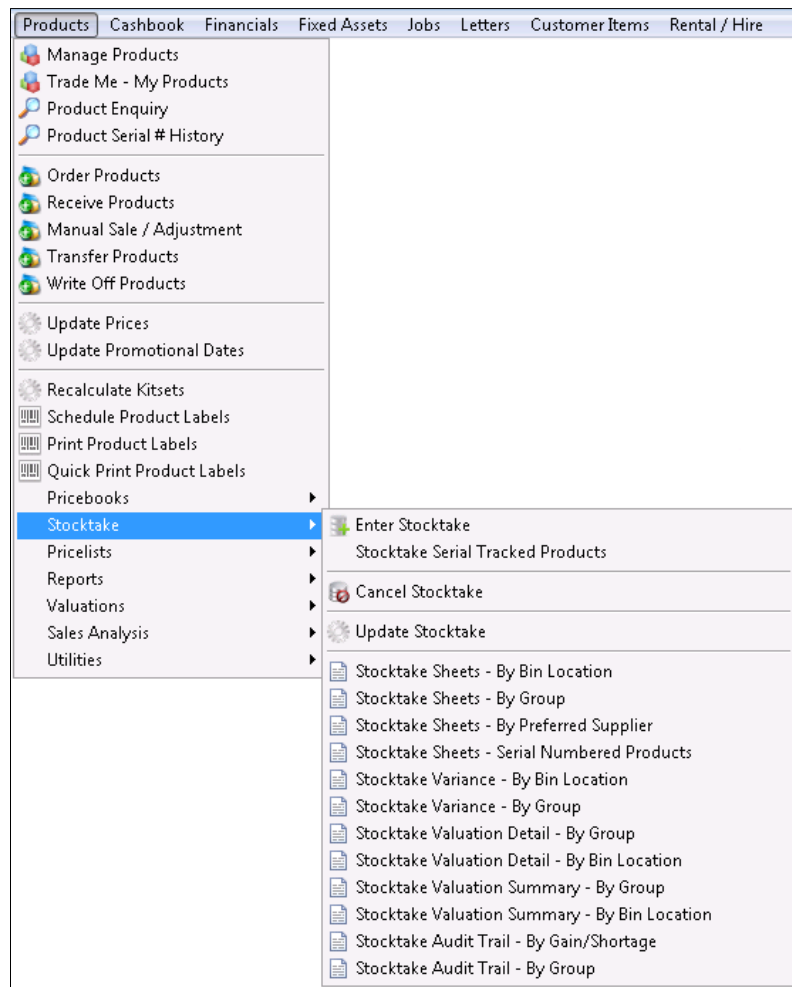 Products Cashbook Financials Fixed Assets Jobs Letters Customer Items Rental / Hire
Manage Products
Trade Me - My Products
Product Enquiry
Product Serial # History
Order Products
Receive Products
Manual Sale / Adjustment
Transfer Products
Write Off Products
Update Prices
Update Promotional Dates
Recalculate Kitsets
Schedule Product Labels
Print Product Labels
Quick Print Product Labels
Pricebooks
Stocktake
Pricelists
Reports
Valuations
Sales Analysis
Utilities
Enter Stocktake
Stocktake Serial Tracked Products
Cancel Stocktake
Update Stocktake
Stocktake Sheets - By Bin Location
Stocktake Sheets - By Group
Stocktake Sheets - By Preferred Supplier
Stocktake Sheets - Serial Numbered Products
Stocktake Variance - By Bin Location
Stocktake Variance - By Group
Stocktake Valuation Detail - By Group
Stocktake Valuation Detail - By Bin Location
Stocktake Valuation Summary - By Group
Stocktake Valuation Summary - By Bin Location
Stocktake Audit Trail - By Gain/Shortage
Stocktake Audit Trail - By Group